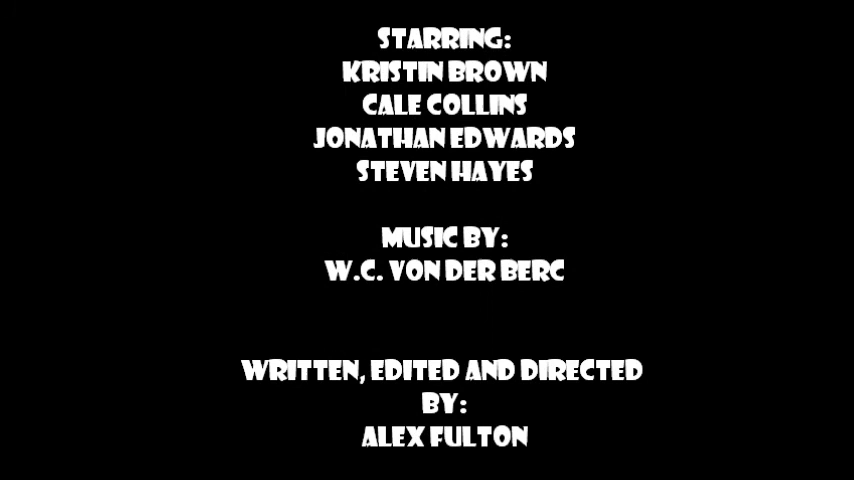 STARRING:
KRISTIN BROWN
CALE COLLINS
JONATHAN EDWARDS
STEVEN HAYES
MUSIC BY:
W.C. VON DER BERC
WRITTEN, EDITED AND DIRECTED
BY:
ALEX FULTON